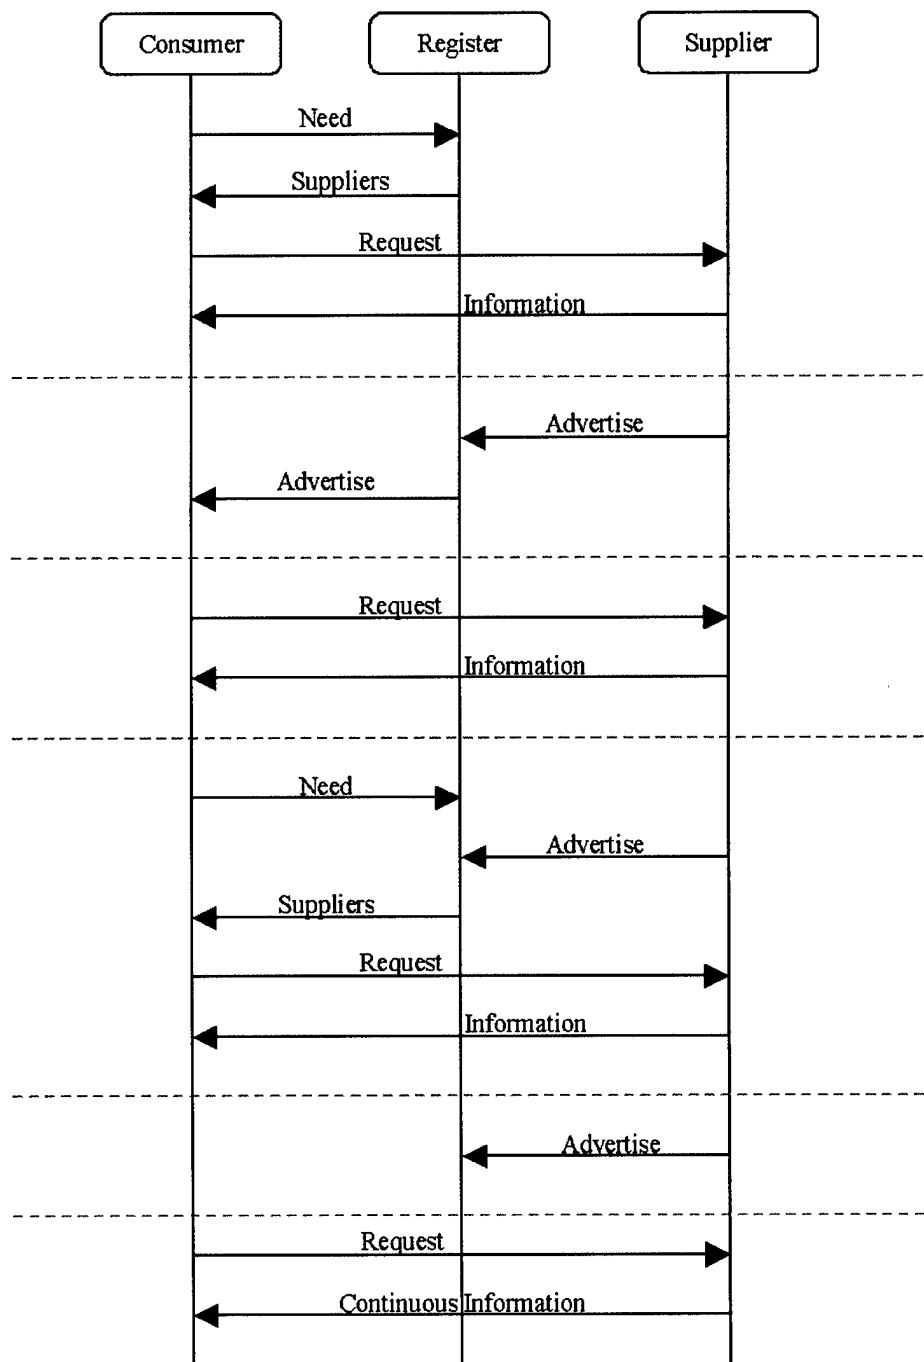 Consumer
Register
Supplier
Need
Suppliers
Request
Information
Advertise
Advertise
Request
Information
Need
Advertise
Suppliers
Request
Information
Advertise
Request
Continuous Information